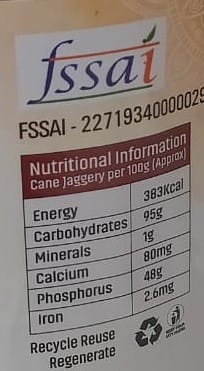 fssai
FSSAI - 22719340000029
Nutritional Information
Cane Jaggery per 100g (Approx)
Energy 383Kcal
Carbohydrates 95g
Minerals 1g
Calcium 80mg
Phosphorus 48g
Iron 2.6mg
Recycle Reuse
Regenerate